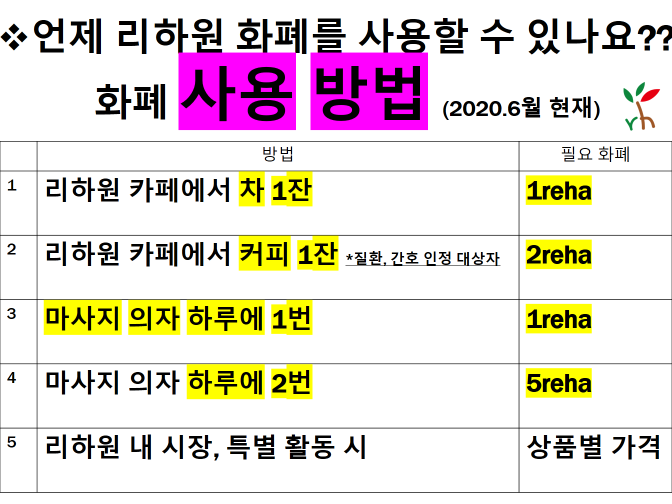 ❖언제 리하원 화폐를 사용할 수 있나요??
화폐 사용 방법 (2020.6월 현재)
방법 필요 화폐
1 리하원 카페에서 차 1잔 1reha
2 리하원 카페에서 커피 1잔 *질환, 간호 인정 대상자 2reha
3 마사지 의자 하루에 1번 1reha
4 마사지 의자 하루에 2번 5reha
5 리하원 내 시장, 특별 활동 시 상품별 가격